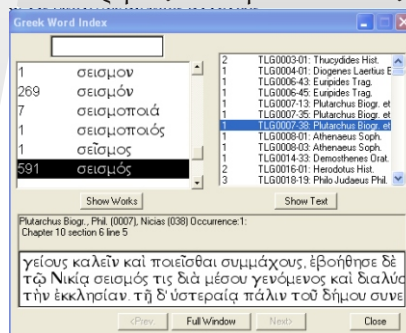 Greek Word Index
1 σεισμον
269 σεισμόν
7 σεισμοποιά
1 σεισμοποιός
1 σεῖσμος
591 σεισμός
2 TLG0003-01: Thucydides Hist.
1 TLG0004-01: Diogenes Laertius B
1 TLG0006-43: Euripides Trag.
1 TLG0006-45: Euripides Trag.
1 TLG0007-13: Plutarchus Biogr. et
1 TLG0007-35: Plutarchus Biogr. et
1 TLG0007-38: Plutarchus Biogr. et
1 TLG0008-01: Athenaeus Soph.
1 TLG0008-03: Athenaeus Soph.
1 TLG0014-33: Demosthenes Orat.
2 TLG0016-01: Herodotus Hist.
3 TLG0018-19: Philo Judaeus Phil.
Show Works
Show Text
Plutarchus Biogr., Phil. (0007), Nicias (038) Occurrence:1:
Chapter 10 section 6 line 5
γείους καλεῖν καὶ ποιεῖσθαι συμμάχους, ἐβοήθησε δὲ
τῷ Νικίᾳ σεισμός τις διὰ μέσου γενόμενος καὶ διαλύσ
τὴν ἐκκλησίαν. τῇ δ' ὑστεραίᾳ πάλιν τοῦ δήμου συνε
<Prev.
Full Window
Next>
Close